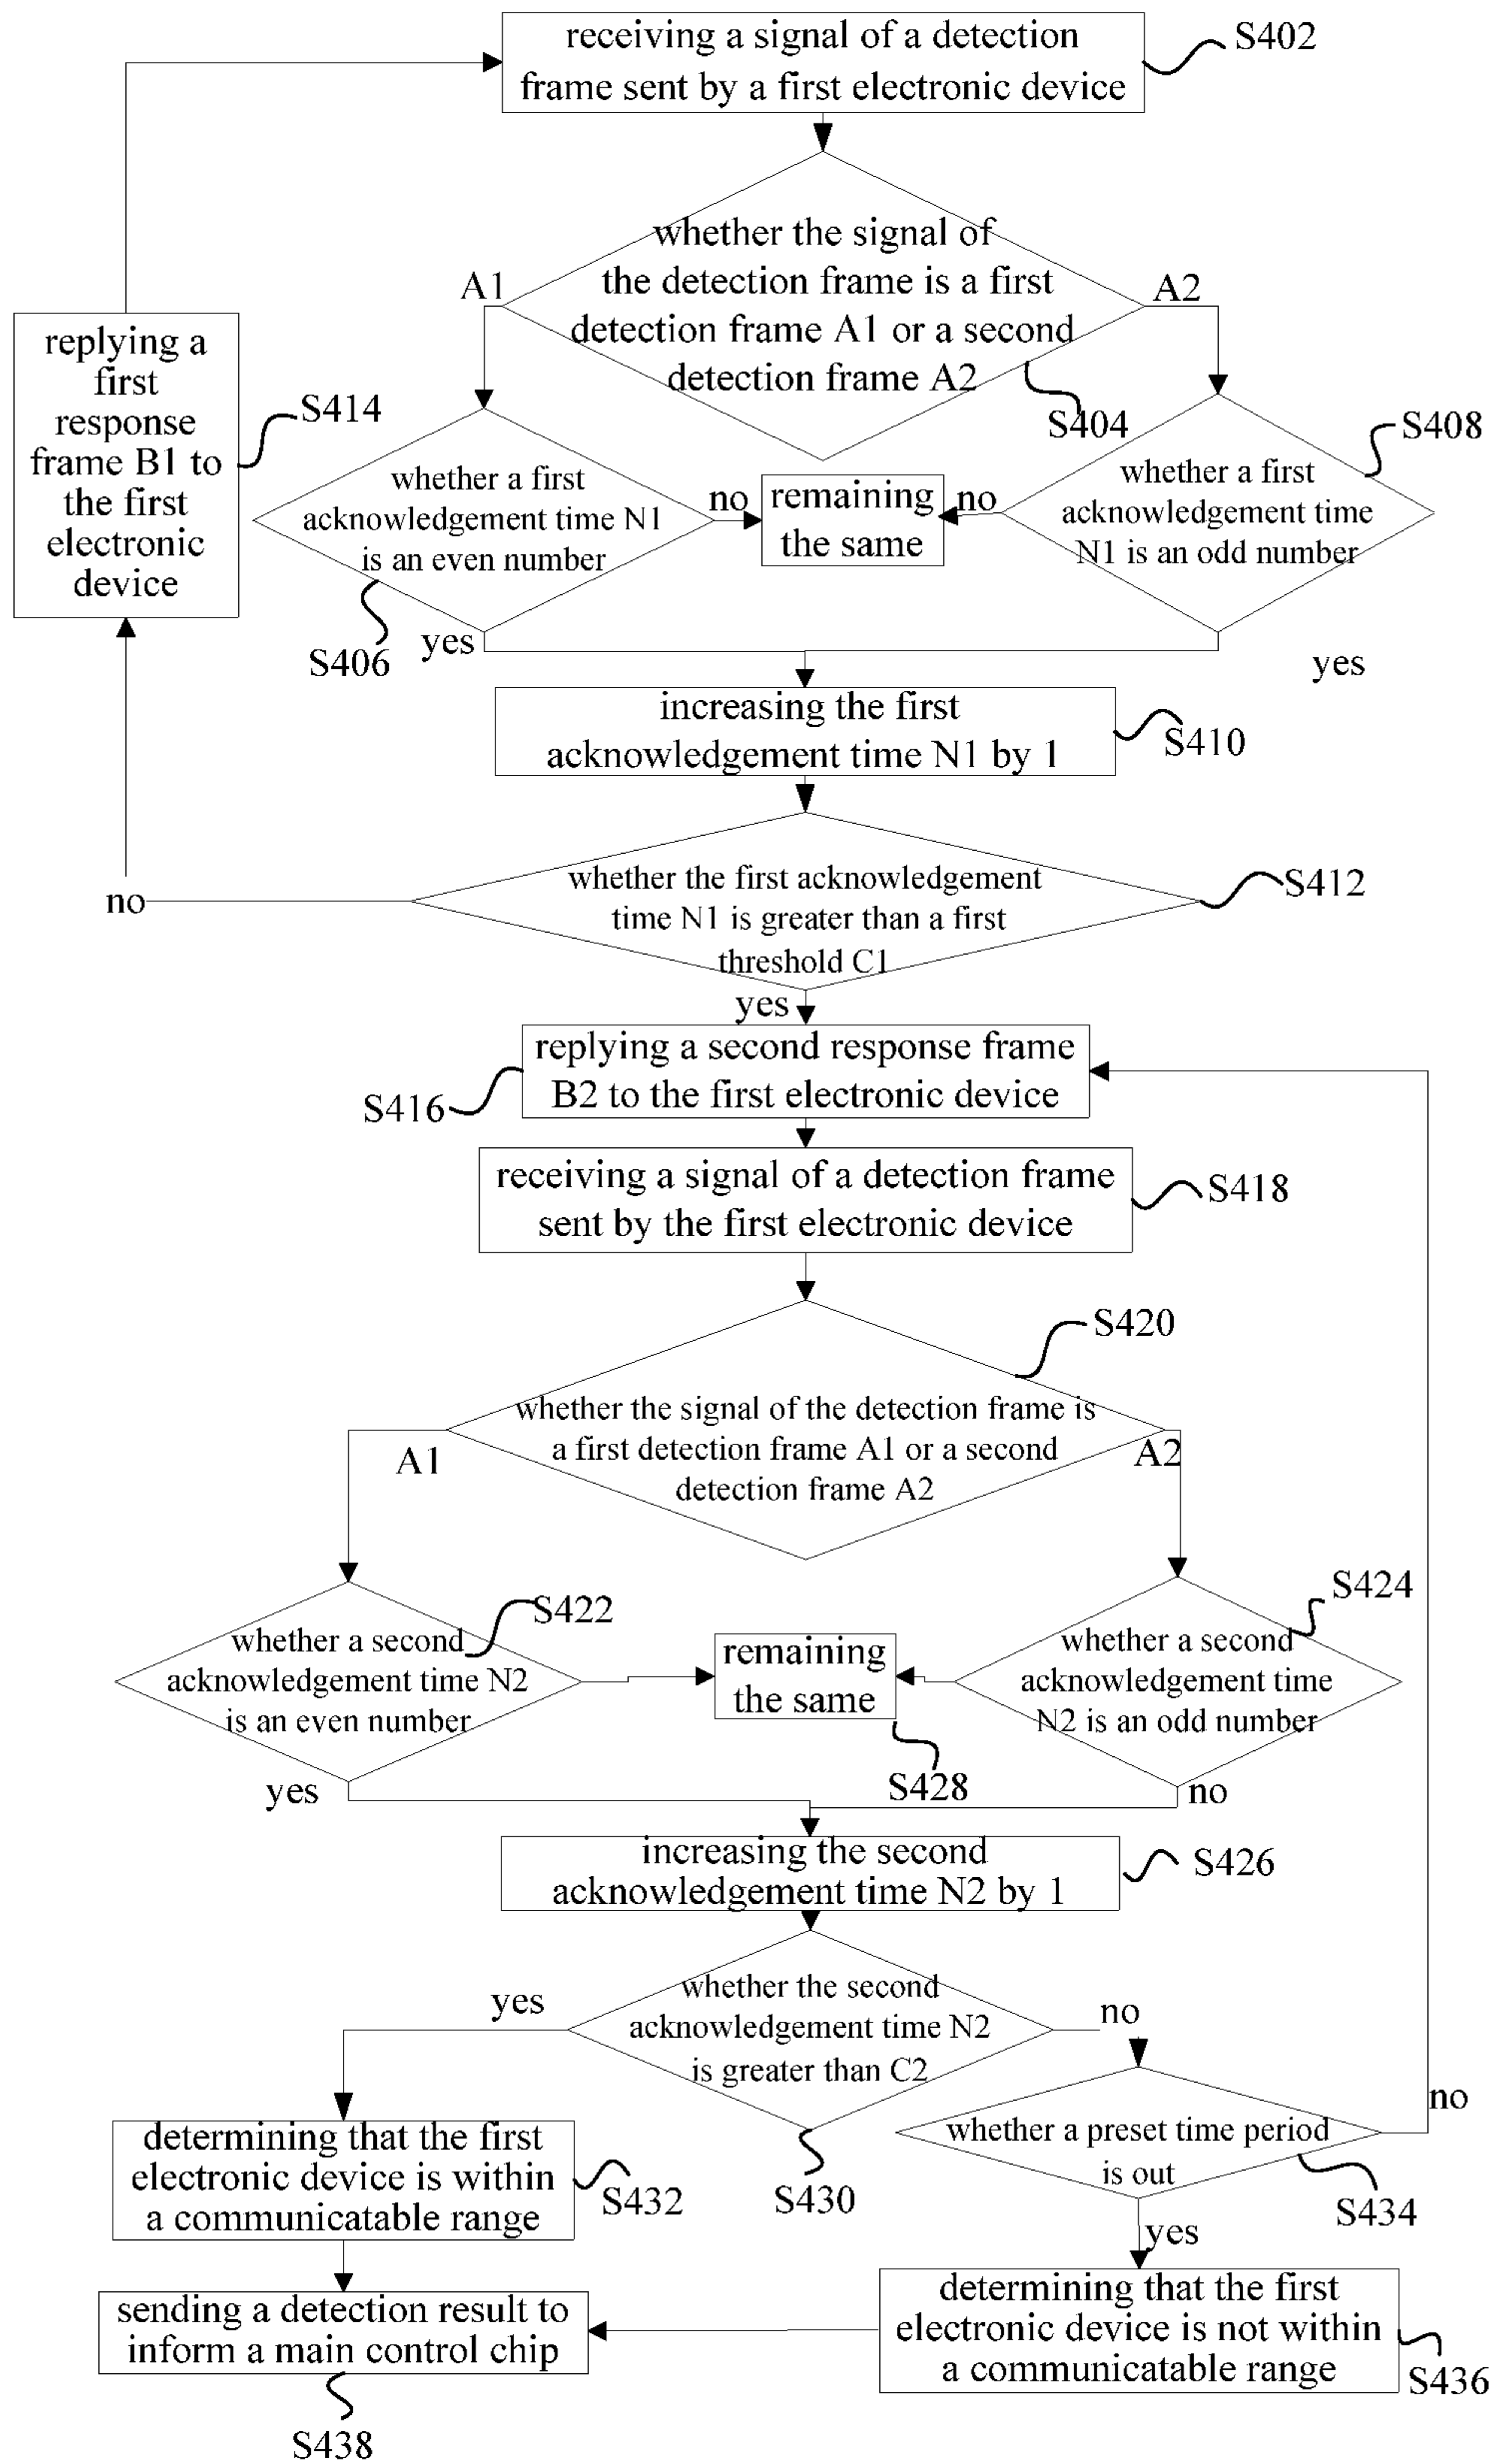 receiving a signal of a detection
frame sent by a first electronic device
S402
whether the signal of
the detection frame is a first
detection frame A1 or a second
detection frame A2
A1
A2
S404
replying a
first
response
frame B1 to
the first
electronic
device
S414
whether a first
acknowledgement time N1
is an even number
S406
no
remaining
the same
no
whether a first
acknowledgement time
N1 is an odd number
S408
yes
yes
increasing the first
acknowledgement time N1 by 1
S410
whether the first acknowledgement
time N1 is greater than a first
threshold C1
S412
no
yes
replying a second response frame
B2 to the first electronic device
S416
receiving a signal of a detection frame
sent by the first electronic device
S418
S420
whether the signal of the detection frame is
a first detection frame A1 or a second
detection frame A2
A1
A2
S422
whether a second
acknowledgement time N2
is an even number
remaining
the same
S428
S424
whether a second
acknowledgement time
N2 is an odd number
yes
no
increasing the second
acknowledgement time N2 by 1
S426
whether the second
acknowledgement time N2
is greater than C2
yes
no
S430
whether a preset time period
is out
no
S434
yes
determining that the first
electronic device is within
a communicatable range
S432
determining that the first
electronic device is not within
a communicatable range
S436
sending a detection result to
inform a main control chip
S438